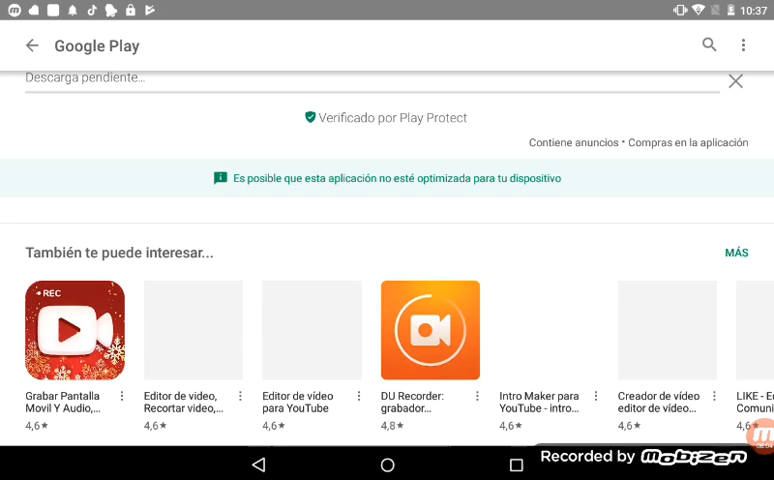 10:37
Google Play
Descarga pendiente...
Verificado por Play Protect
Contiene anuncios • Compras en la aplicación
Es posible que esta aplicación no esté optimizada para tu dispositivo
También te puede interesar...
MÁS
REC
Grabar Pantalla
Movil Y Audio,...
4,6★
Editor de video,
Recortar video,...
4,6★
Editor de vídeo
para YouTube
4,6★
DU Recorder:
grabador...
4,8★
Intro Maker para
YouTube - intro...
4,6★
Creador de vídeo
editor de vídeo...
4,6★
LIKE - E
Comuni
4,6★
Recorded by Mobizen